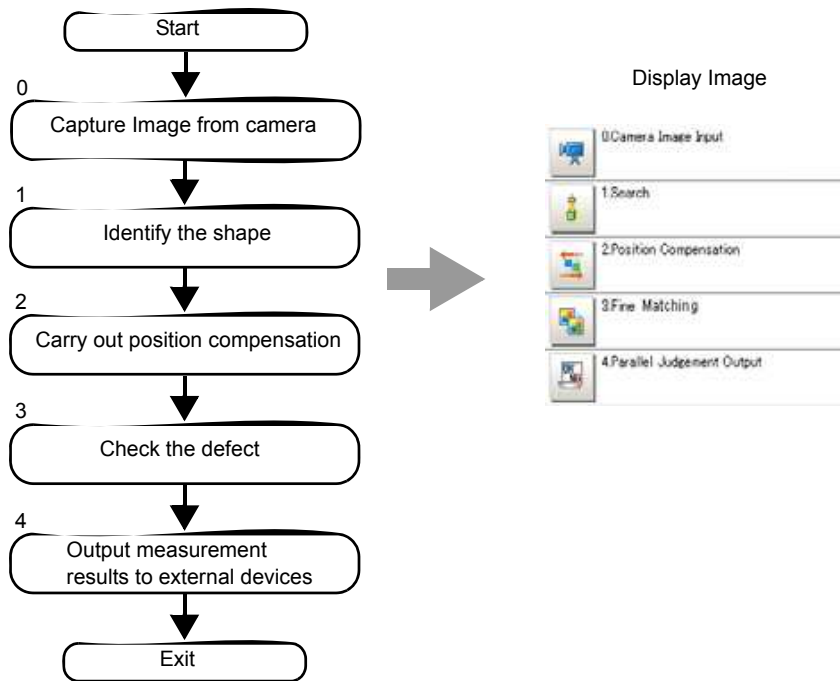 Start
0
Capture Image from camera
1
Identify the shape
2
Carry out position compensation
3
Check the defect
4
Output measurement
results to external devices
Exit
Display Image
0.Camera Image Input
1.Search
2.Position Compensation
3.Fine Matching
4.Parallel Judgement Output